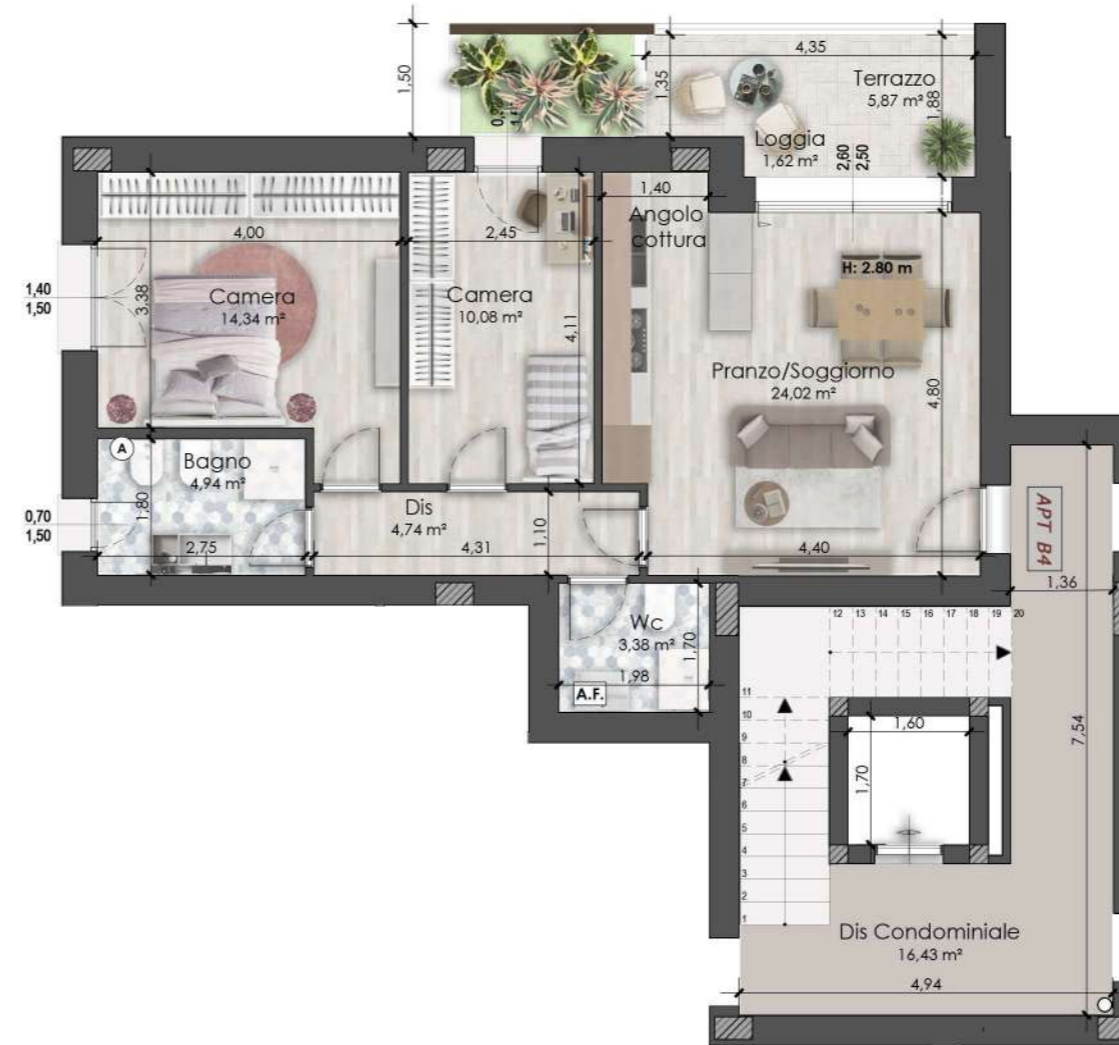 4,35
1,50
1,35
Terrazzo
5,87 m²
1,88
Loggia
1,62 m²
2,60
2,50
1,40
Angolo
cottura
4,00
2,45
H: 2.80 m
1,40
1,50
3,38
Camera
14,34 m²
Camera
10,08 m²
4,11
Pranzo/Soggiorno
24,02 m²
4,80
A
Bagno
4,94 m²
1,80
0,70
1,50
2,75
Dis
4,74 m²
4,31
1,10
4,40
APT B4
1,36
Wc
3,38 m²
1,70
1,98
A.F.
12 13 14 15 16 17 18 19 20
11
10
9
8
7
6
5
4
3
2
1
1,60
1,70
7,54
Dis Condominiale
16,43 m²
4,94